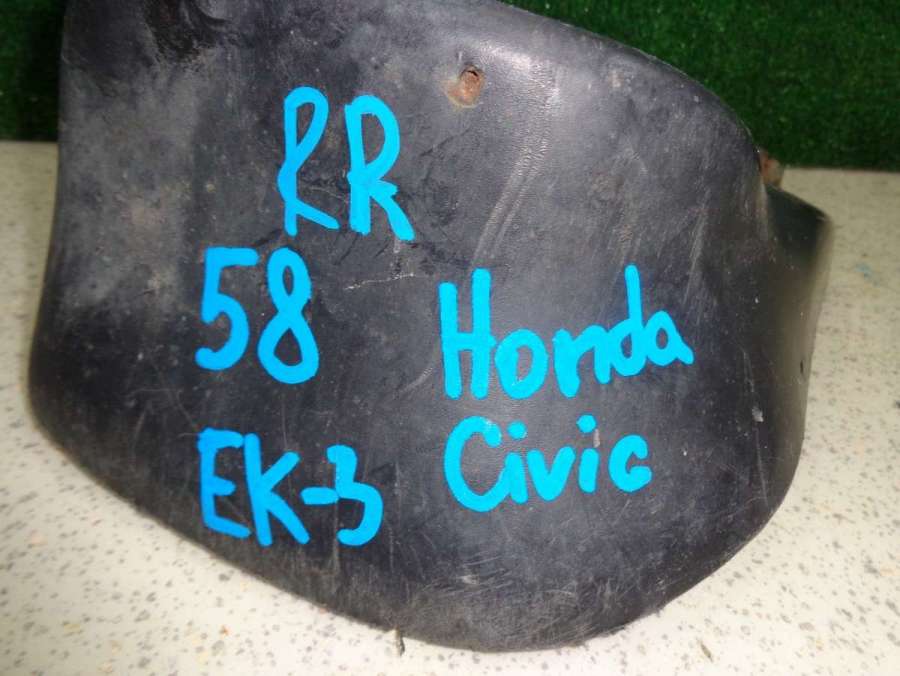 RR
58
Honda
EK-3
Civic